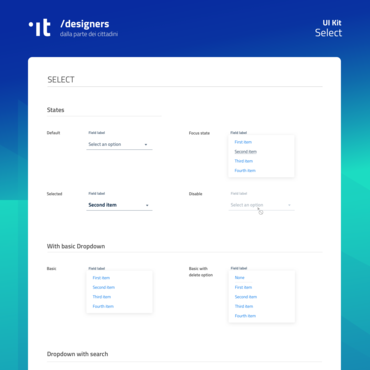 ·ıt /designers
dalla parte dei cittadini
UI Kit
Select
SELECT
States
Default
Field label
Select an option
Focus state
Field label
First item
Second item
Third item
Fourth item
Selected
Field label
Second item
Disable
Field label
Select an option
With basic Dropdown
Basic
Field label
First item
Second item
Third item
Fourth item
Basic with
delete option
Field label
None
First item
Second item
Third item
Fourth item
Dropdown with search